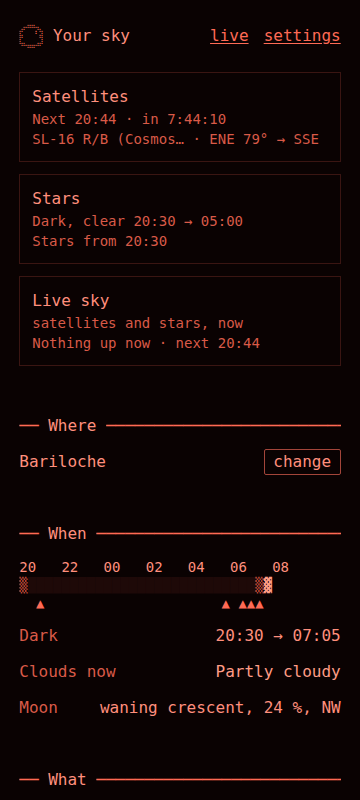 Your sky live settings
Satellites
Next 20:44 · in 7:44:10
SL-16 R/B (Cosmos… · ENE 79° → SSE
Stars
Dark, clear 20:30 → 05:00
Stars from 20:30
Live sky
satellites and stars, now
Nothing up now · next 20:44
Where
Bariloche change
When
20 22 00 02 04 06 08
Dark 20:30 → 07:05
Clouds now Partly cloudy
Moon waning crescent, 24 %, NW
What